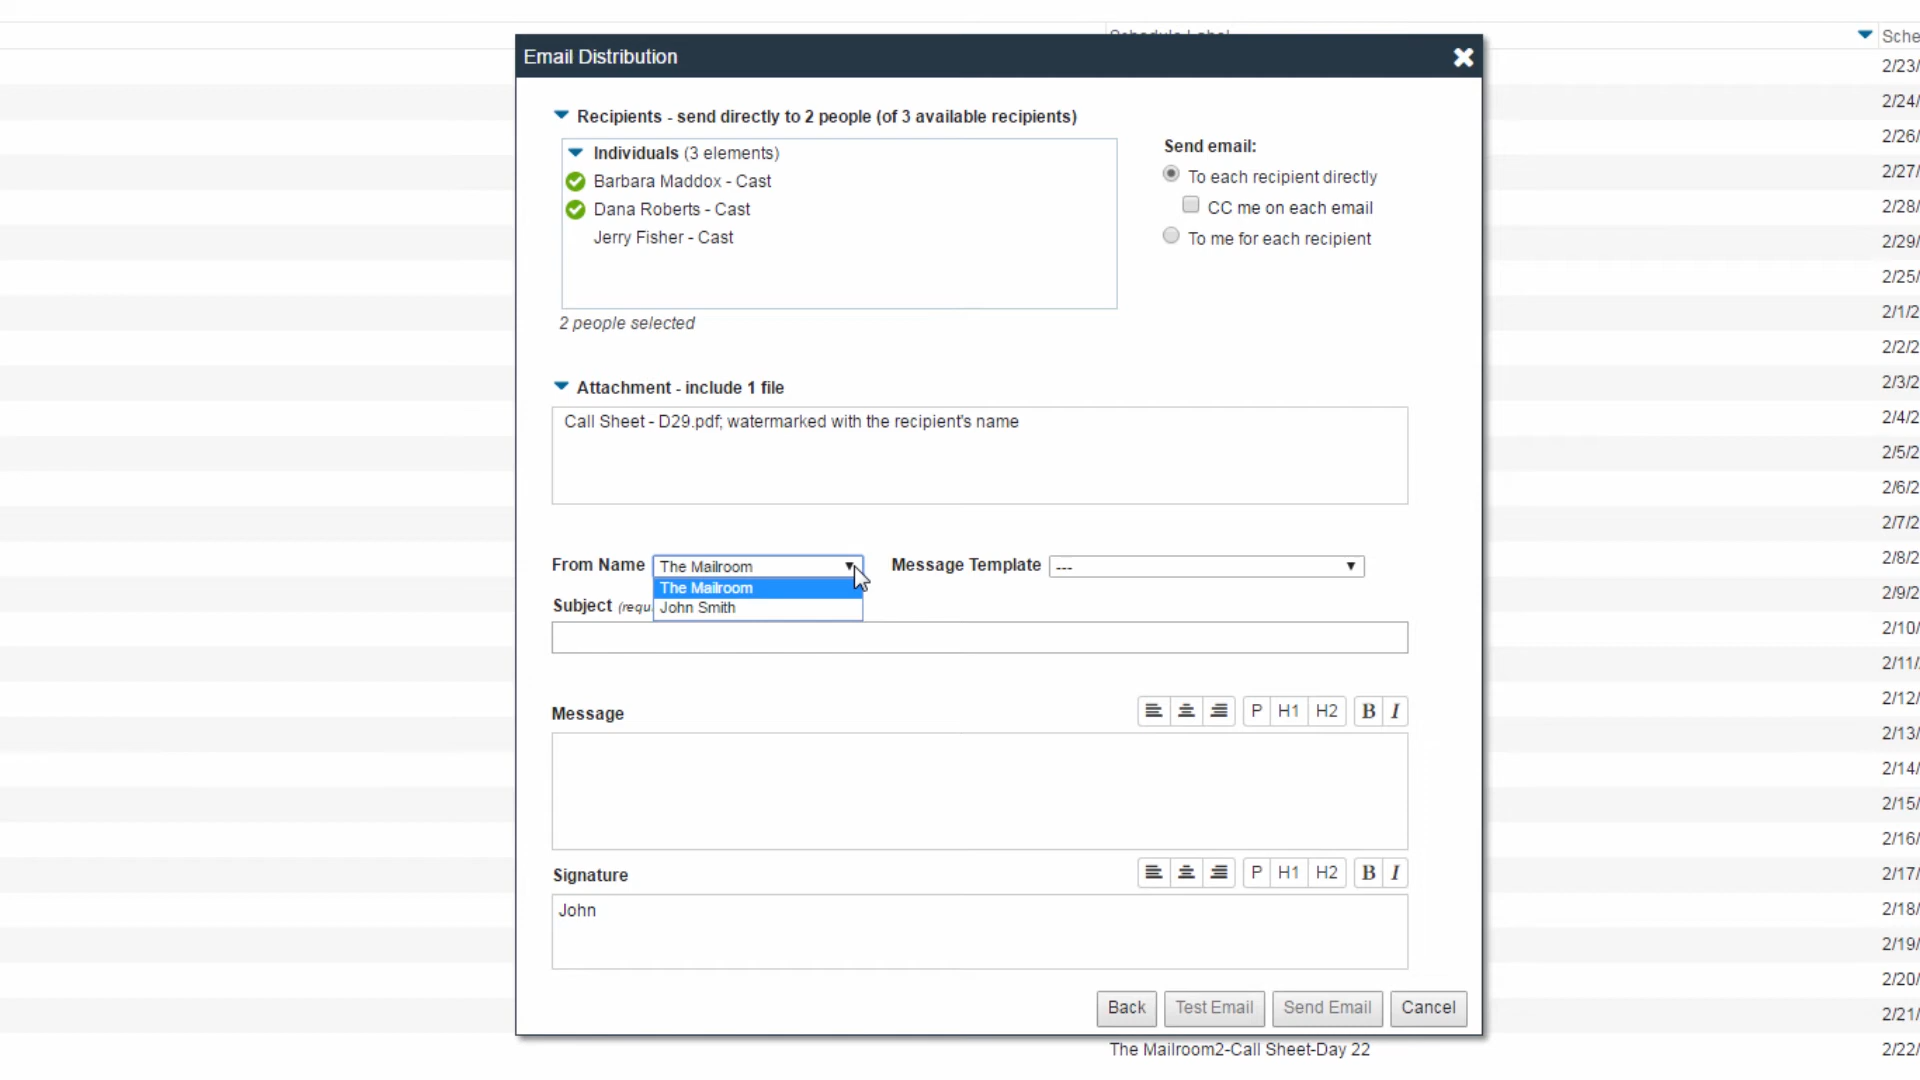 Sche
Email Distribution
Recipients - send directly to 2 people (of 3 available recipients)
Individuals (3 elements)
Barbara Maddox - Cast
Dana Roberts - Cast
Jerry Fisher - Cast
2 people selected
Send email:
To each recipient directly
CC me on each email
To me for each recipient
Attachment - include 1 file
Call Sheet - D29.pdf; watermarked with the recipient's name
From Name The Mailroom ▼ Message Template --- ▼
The Mailroom
John Smith
Subject (requ
Message
P H1 H2 B I
Signature
P H1 H2 B I
John
Back Test Email Send Email Cancel
The Mailroom2-Call Sheet-Day 22
2/23/
2/24/
2/26/
2/27/
2/28/
2/29/
2/25/
2/1/2
2/2/2
2/3/2
2/4/2
2/5/2
2/6/2
2/7/2
2/8/2
2/9/2
2/10/
2/11/
2/12/
2/13/
2/14/
2/15/
2/16/
2/17/
2/18/
2/19/
2/20/
2/21/
2/22/